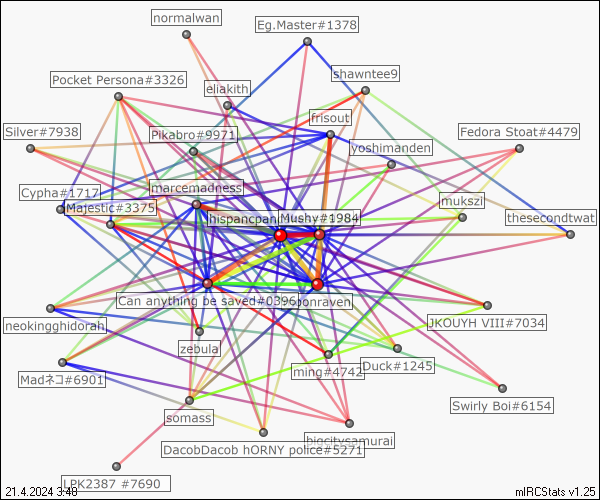 normalwan
Eg.Master#1378
Pocket Persona#3326
eliakith
shawntee9
frisout
Silver#7938
Pikabro#9971
yoshimanden
Fedora Stoat#4479
Cypha#1717
marcemadness
mukszi
Majestic#3375
hispancpan
Mushy#1984
thesecondtwat
Can anything be saved#0396
onraven
neokingghidorah
zebula
JKOUYH VIII#7034
Madネコ#6901
ming#4742
Duck#1245
somass
Swirly Boi#6154
DacobDacob hORNY police#5271
bigcitysamurai
LPK2387 #7690
21.4.2024 3:48
mIRCStats v1.25